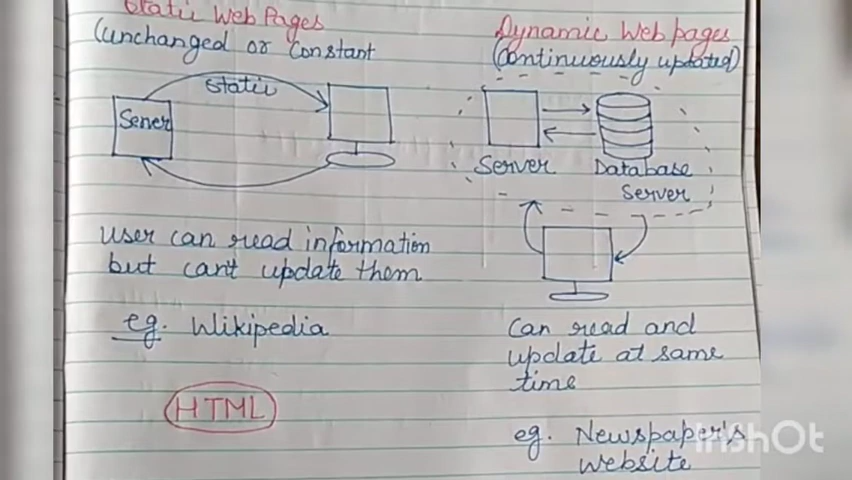 Static Web Pages
(unchanged or constant
Static
Server
User can read information
but can't update them
eg. Wikipedia
HTML
Dynamic Web pages
(Continuously updated)
Server
Database
Server
Can read and
update at same
time
eg. Newspaper's
website
InShOt